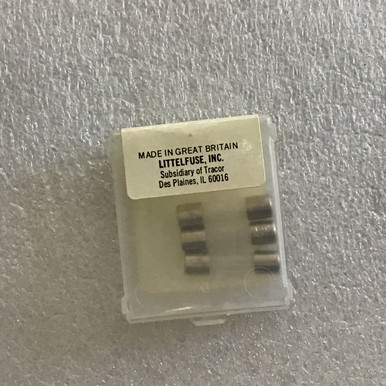 MADE IN GREAT BRITAIN
LITTELFUSE, INC.
Subsidiary of Tracor
Des Plaines, IL 60016